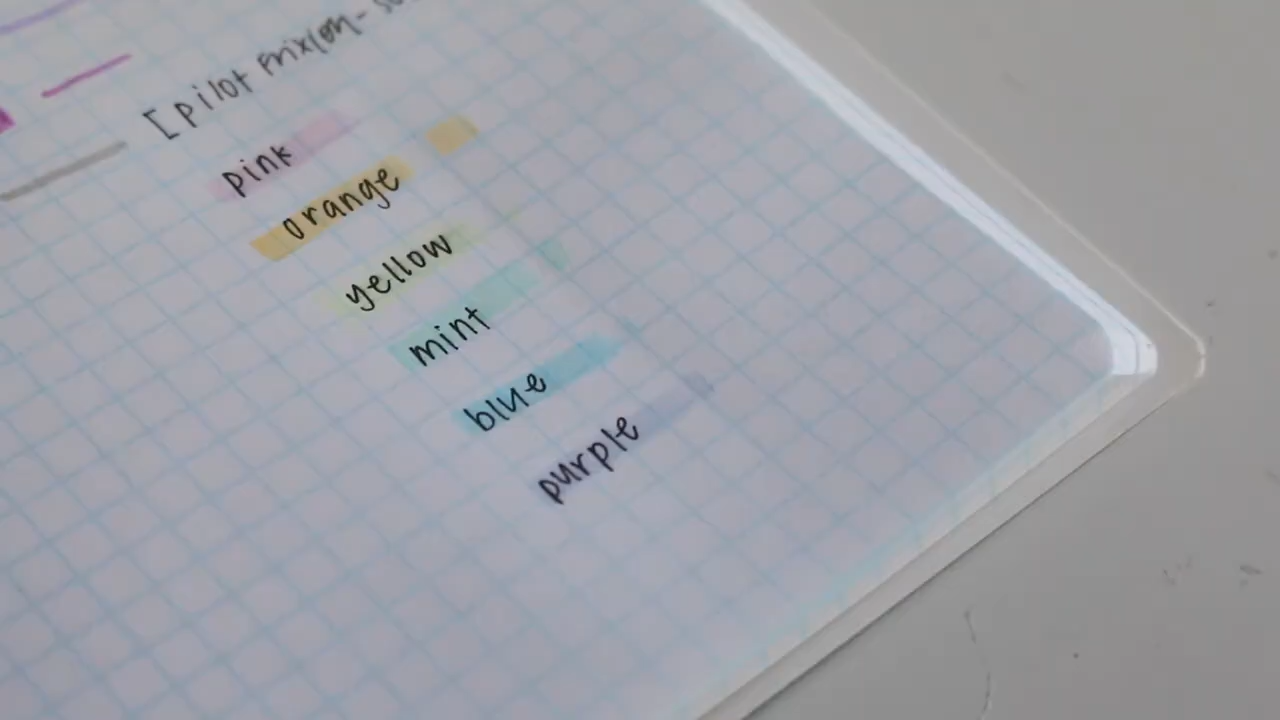 [pilot Frixion-
pink
orange
yellow
mint
blue
purple